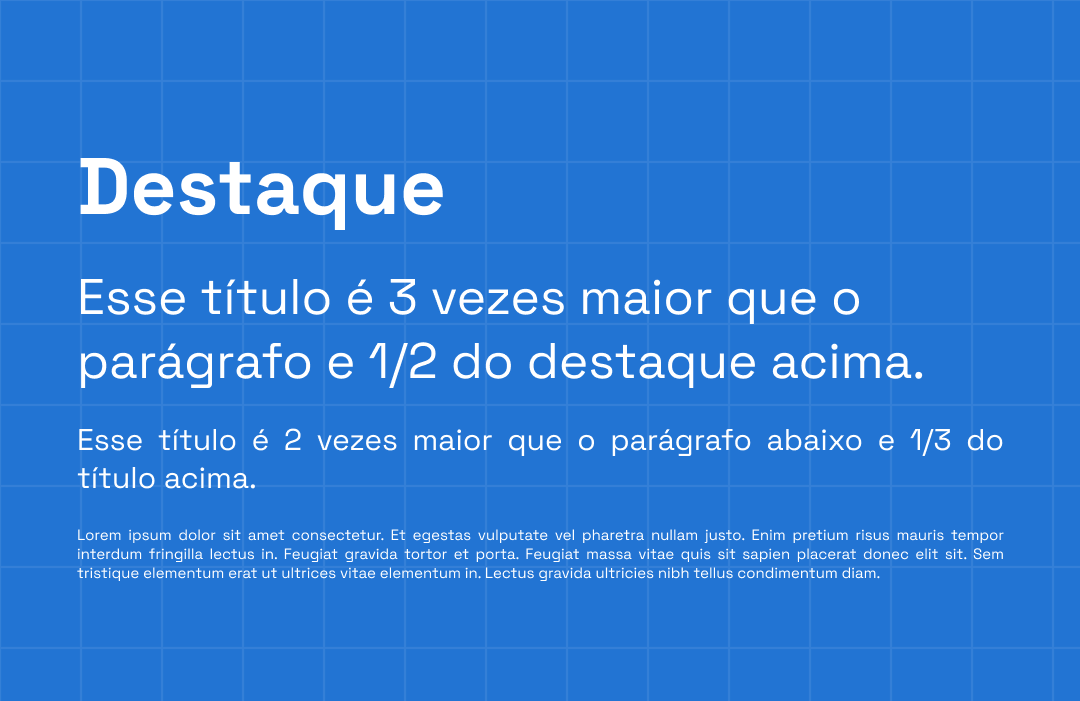 Destaque
Esse título é 3 vezes maior que o
parágrafo e 1/2 do destaque acima.
Esse título é 2 vezes maior que o parágrafo abaixo e 1/3 do
título acima.
Lorem ipsum dolor sit amet consectetur. Et egestas vulputate vel pharetra nullam justo. Enim pretium risus mauris tempor
interdum fringilla lectus in. Feugiat gravida tortor et porta. Feugiat massa vitae quis sit sapien placerat donec elit sit. Sem
tristique elementum erat ut ultrices vitae elementum in. Lectus gravida ultricies nibh tellus condimentum diam.